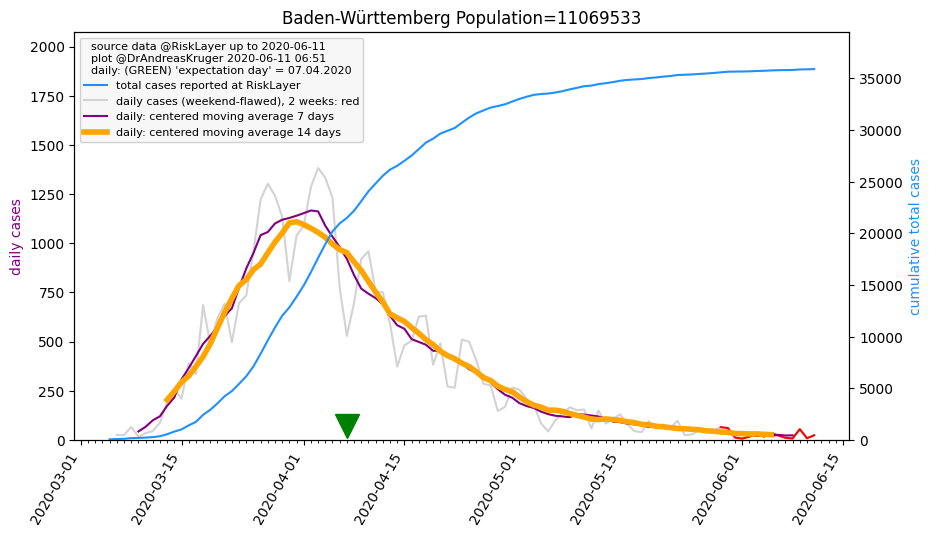 Baden-Württemberg Population=11069533
source data @RiskLayer up to 2020-06-11
plot @DrAndreasKruger 2020-06-11 06:51
daily: (GREEN) 'expectation day' = 07.04.2020
total cases reported at RiskLayer
daily cases (weekend-flawed), 2 weeks: red
daily: centered moving average 7 days
daily: centered moving average 14 days
daily cases
2000
1750
1500
1250
1000
750
500
250
0
cumulative total cases
35000
30000
25000
20000
15000
10000
5000
0
2020-03-01
2020-03-15
2020-04-01
2020-04-15
2020-05-01
2020-05-15
2020-06-01
2020-06-15